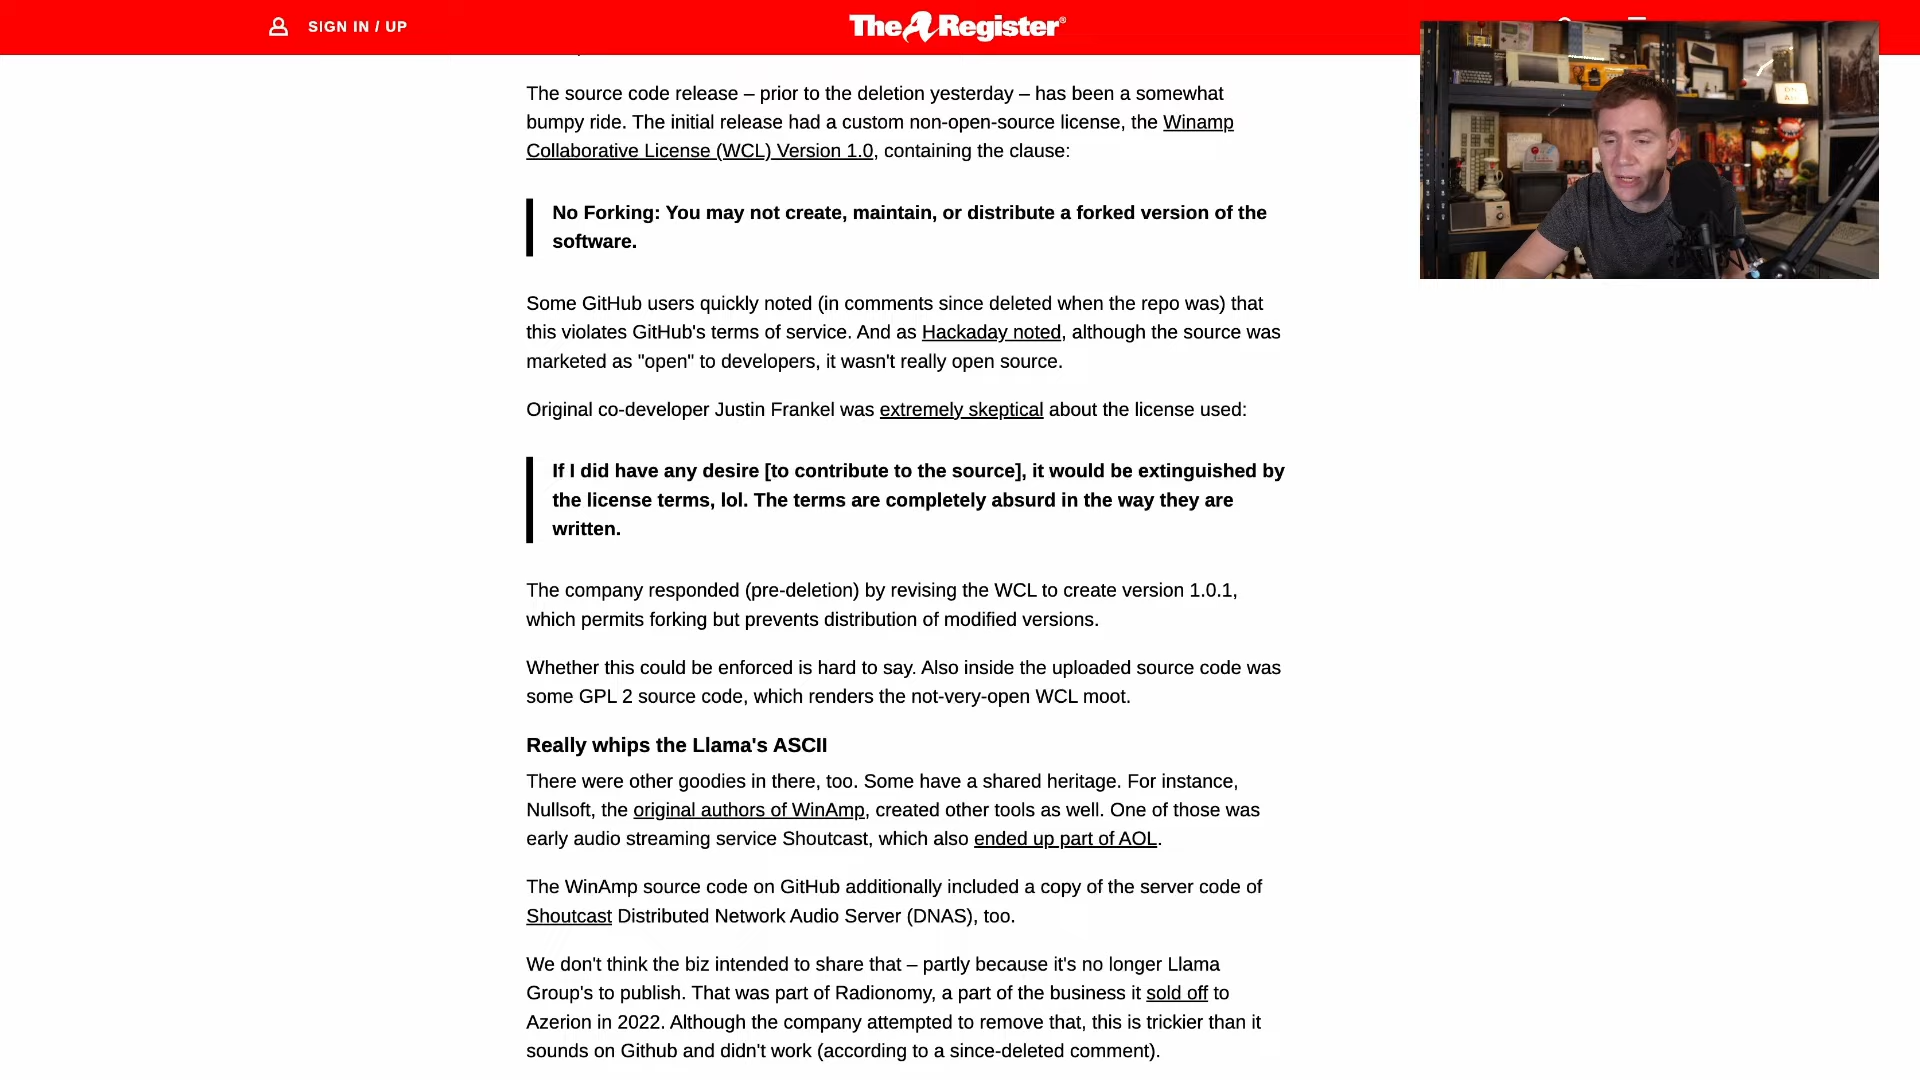 SIGN IN / UP
The Register®
The source code release – prior to the deletion yesterday – has been a somewhat
bumpy ride. The initial release had a custom non-open-source license, the Winamp
Collaborative License (WCL) Version 1.0, containing the clause:
No Forking: You may not create, maintain, or distribute a forked version of the
software.
Some GitHub users quickly noted (in comments since deleted when the repo was) that
this violates GitHub's terms of service. And as Hackaday noted, although the source was
marketed as "open" to developers, it wasn't really open source.
Original co-developer Justin Frankel was extremely skeptical about the license used:
If I did have any desire [to contribute to the source], it would be extinguished by
the license terms, lol. The terms are completely absurd in the way they are
written.
The company responded (pre-deletion) by revising the WCL to create version 1.0.1,
which permits forking but prevents distribution of modified versions.
Whether this could be enforced is hard to say. Also inside the uploaded source code was
some GPL 2 source code, which renders the not-very-open WCL moot.
Really whips the Llama's ASCII
There were other goodies in there, too. Some have a shared heritage. For instance,
Nullsoft, the original authors of WinAmp, created other tools as well. One of those was
early audio streaming service Shoutcast, which also ended up part of AOL.
The WinAmp source code on GitHub additionally included a copy of the server code of
Shoutcast Distributed Network Audio Server (DNAS), too.
We don't think the biz intended to share that – partly because it's no longer Llama
Group's to publish. That was part of Radionomy, a part of the business it sold off to
Azerion in 2022. Although the company attempted to remove that, this is trickier than it
sounds on Github and didn't work (according to a since-deleted comment).